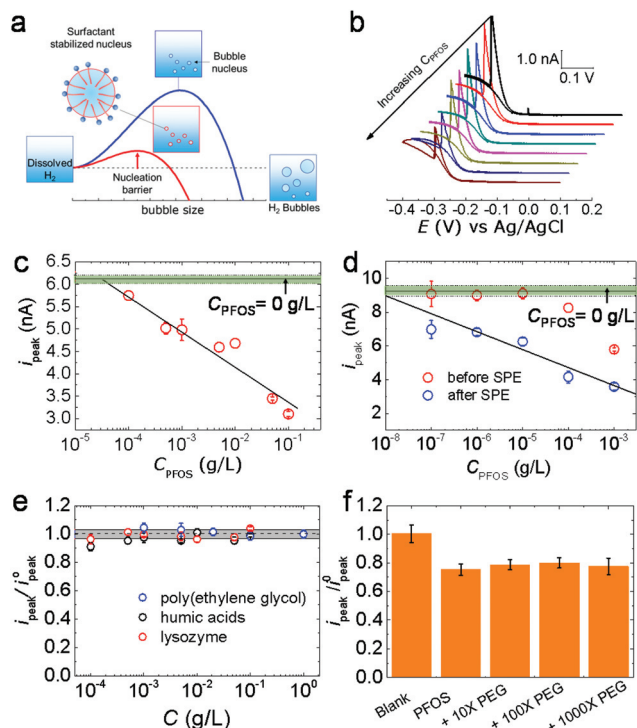 a
Surfactant
stabilized nucleus
Bubble
nucleus
Dissolved
H2
Nucleation
barrier
H2 Bubbles
bubble size
b
Increasing CPFOS
1.0 nA
0.1 V
-0.4 -0.3 -0.2 -0.1 0.0 0.1 0.2
E (V) vs Ag/AgCl
c
6.5
6.0
5.5
5.0
4.5
4.0
3.5
3.0
ipeak (nA)
CPFOS= 0 g/L
10-5 10-4 10-3 10-2 10-1 100
CPFOS (g/L)
d
10
8
6
4
2
0
ipeak (nA)
CPFOS= 0 g/L
before SPE
after SPE
10-8 10-7 10-6 10-5 10-4 10-3
CPFOS (g/L)
e
1.2
1.0
0.8
0.6
0.4
0.2
0.0
ipeak/iopeak
poly(ethylene glycol)
humic acids
lysozyme
10-4 10-3 10-2 10-1 100
C (g/L)
f
1.2
1.0
0.8
0.6
0.4
0.2
0.0
ipeak/iopeak
Blank
PFOS
+ 10X PEG
+ 100X PEG
+ 1000X PEG